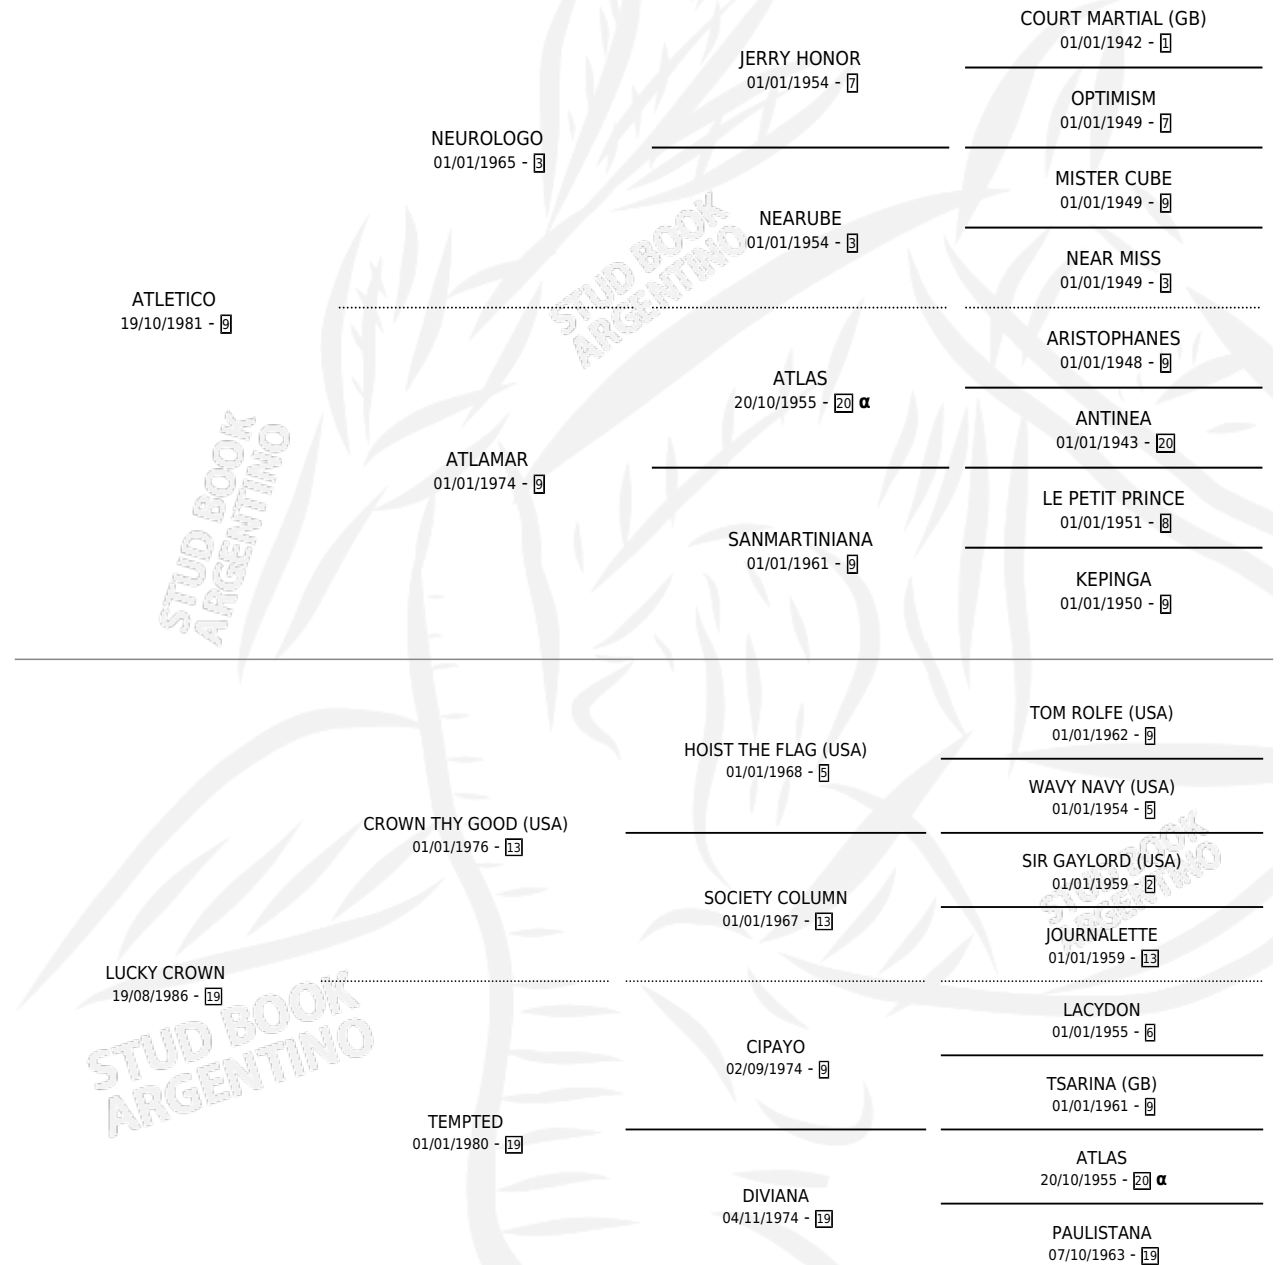 COURT MARTIAL (GB)
01/01/1942 - 1
JERRY HONOR
01/01/1954 - 7
OPTIMISM
01/01/1949 - 7
NEUROLOGO
01/01/1965 - 3
MISTER CUBE
01/01/1949 - 9
NEARUBE
01/01/1954 - 3
NEAR MISS
01/01/1949 - 3
ATLETICO
19/10/1981 - 9
ARISTOPHANES
01/01/1948 - 9
ATLAS
20/10/1955 - 20 α
ANTINEA
01/01/1943 - 20
ATLAMAR
01/01/1974 - 9
LE PETIT PRINCE
01/01/1951 - 8
SANMARTINIANA
01/01/1961 - 9
KEPINGA
01/01/1950 - 9
TOM ROLFE (USA)
01/01/1962 - 9
HOIST THE FLAG (USA)
01/01/1968 - 5
WAVY NAVY (USA)
01/01/1954 - 5
CROWN THY GOOD (USA)
01/01/1976 - 13
SIR GAYLORD (USA)
01/01/1959 - 2
SOCIETY COLUMN
01/01/1967 - 13
JOURNALETTE
01/01/1959 - 13
LUCKY CROWN
19/08/1986 - 19
LACYDON
01/01/1955 - 6
CIPAYO
02/09/1974 - 9
TSARINA (GB)
01/01/1961 - 9
TEMPTED
01/01/1980 - 19
ATLAS
20/10/1955 - 20 α
DIVIANA
04/11/1974 - 19
PAULISTANA
07/10/1963 - 19
STUD BOOK
ARGENTINO
STUD BOOK
ARGENTINO
STUD BOOK
ARGENTINO
STUD BOOK
ARGENTINO